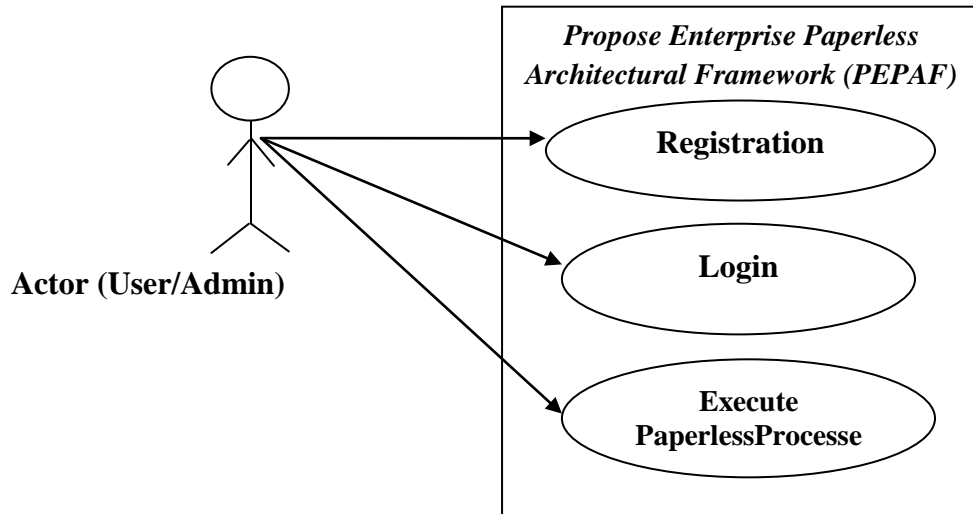 Propose Enterprise Paperless
Architectural Framework (PEPAF)
Registration
Login
Actor (User/Admin)
Execute
PaperlessProcesse